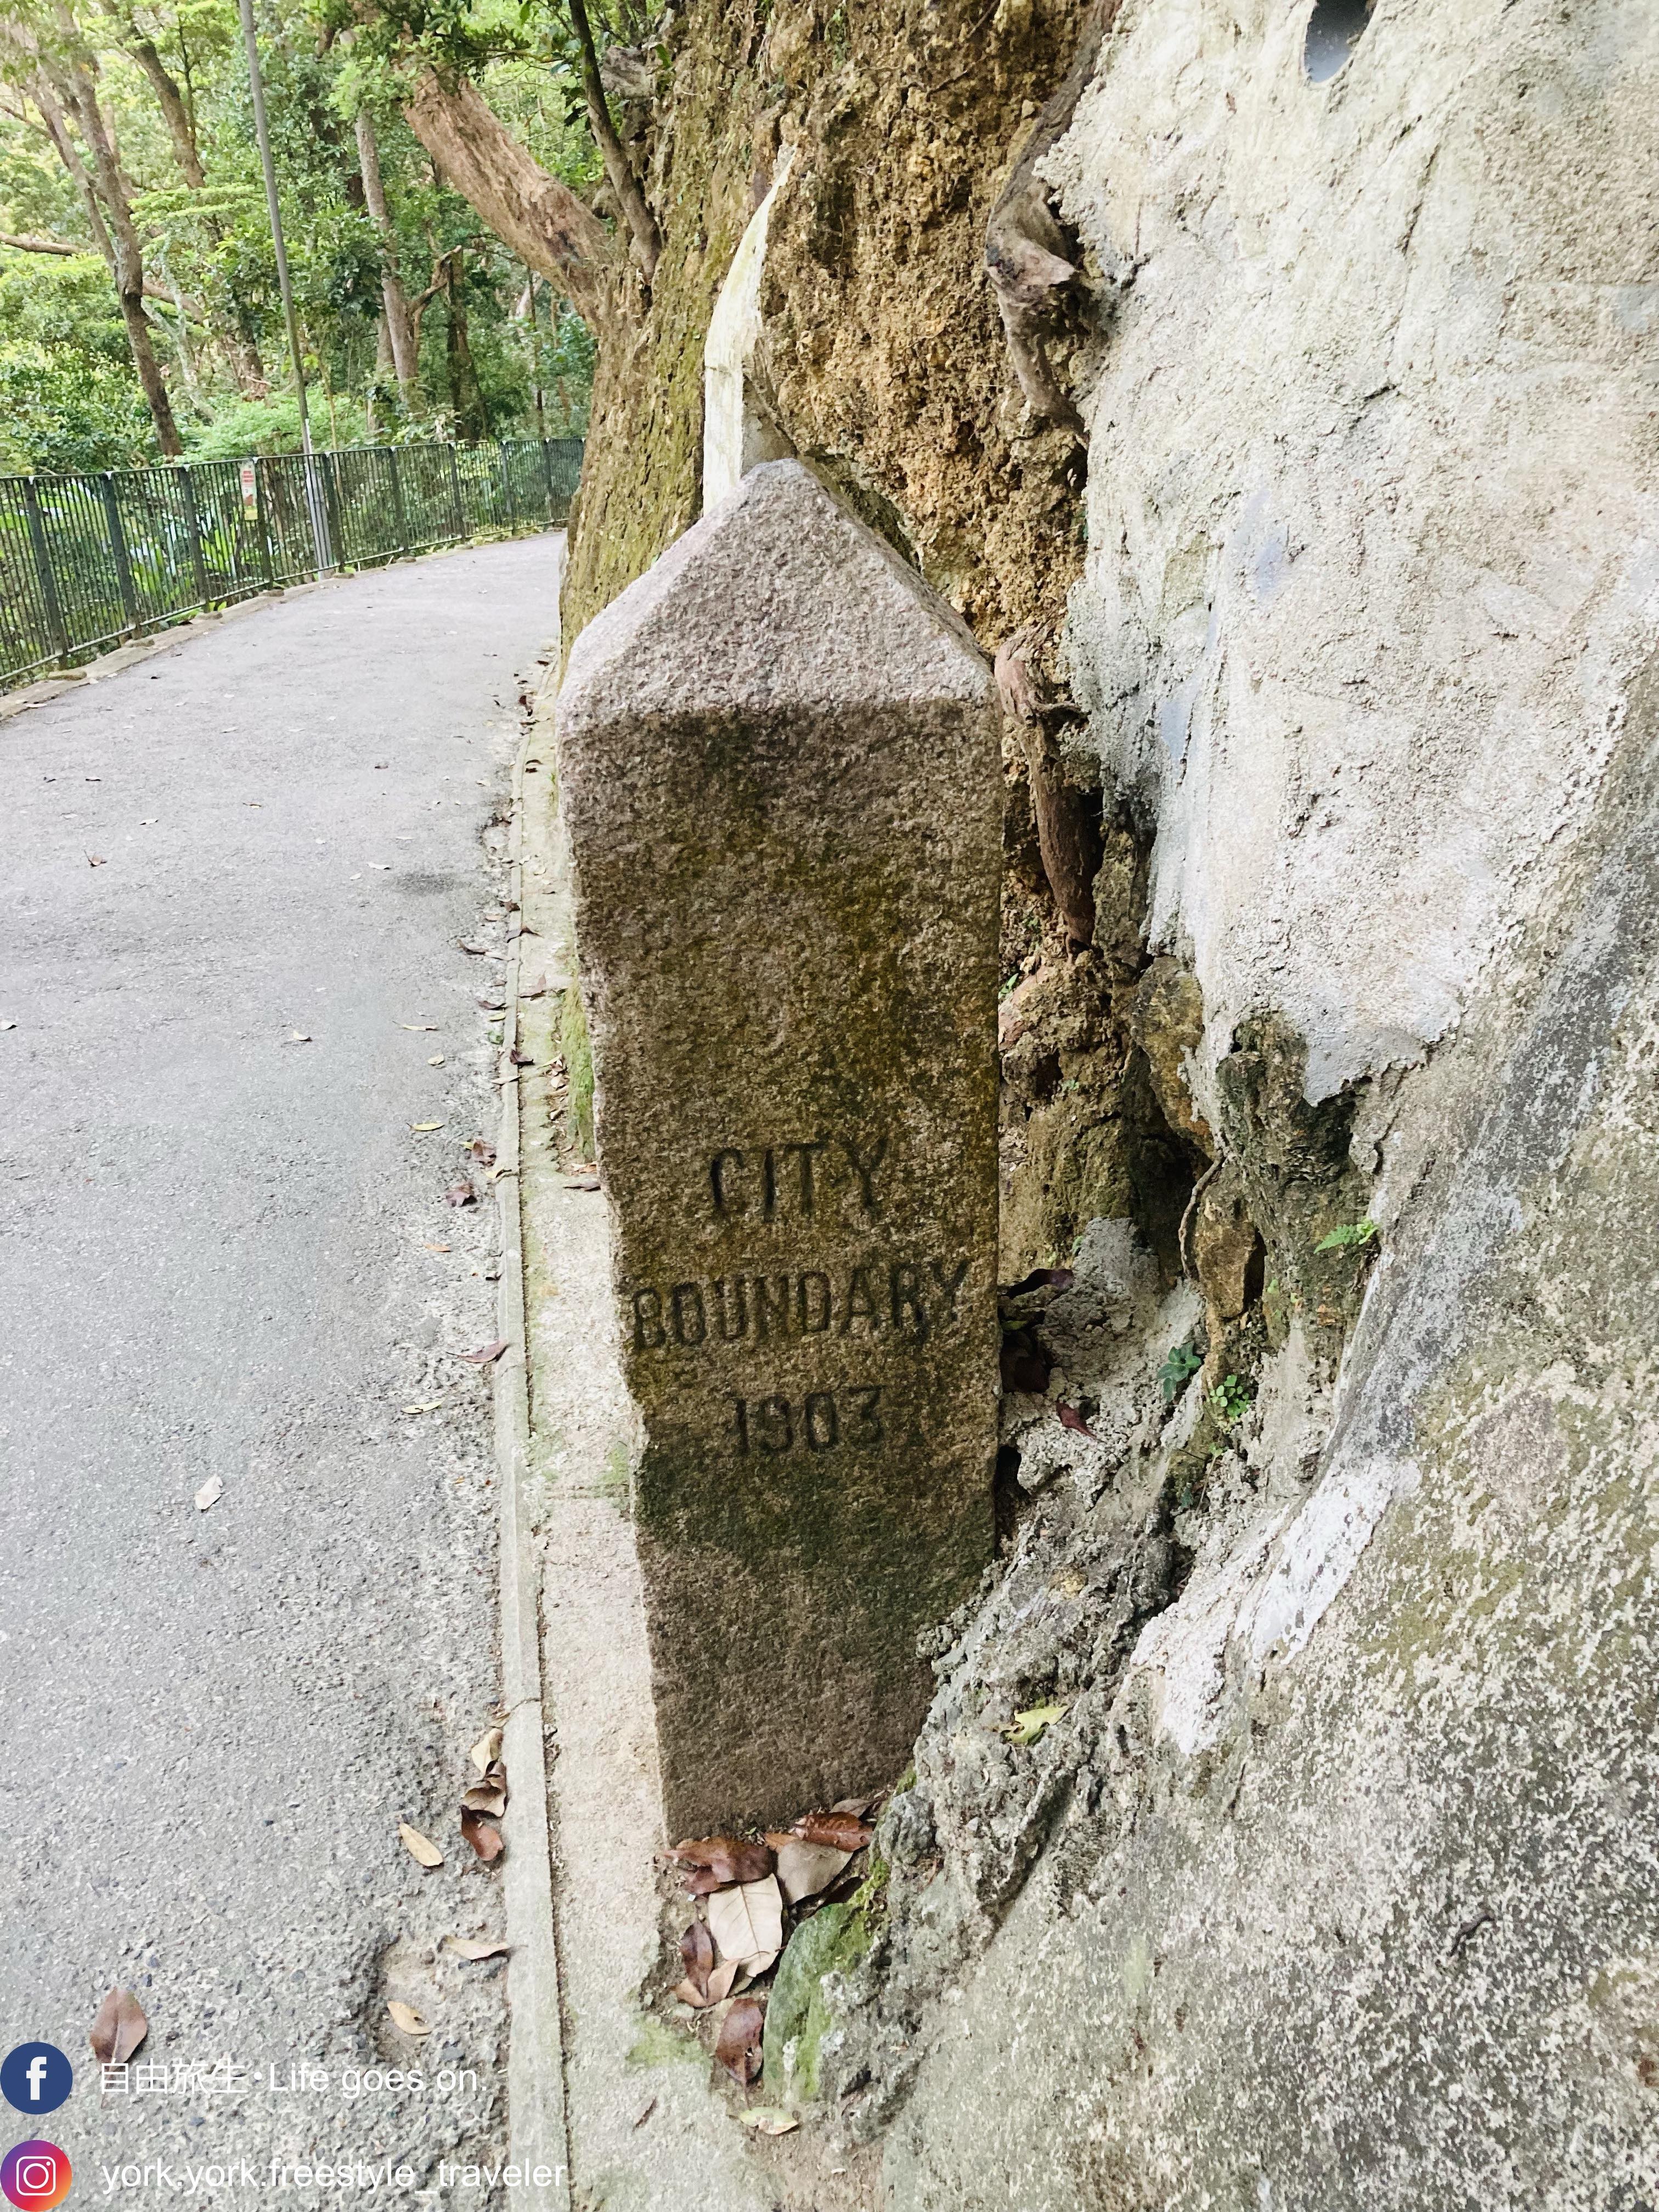 CITY
BOUNDARY
1903
自由旅生•Life goes on.
york.york.freestyle_traveler